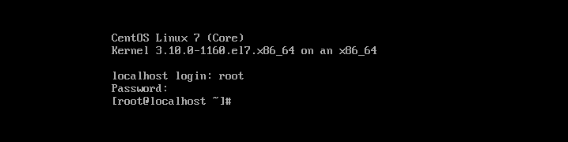 CentOS Linux 7 (Core)
Kernel 3.10.0-1160.el7.x86_64 on an x86_64
localhost login: root
Password:
[root@localhost ~]#